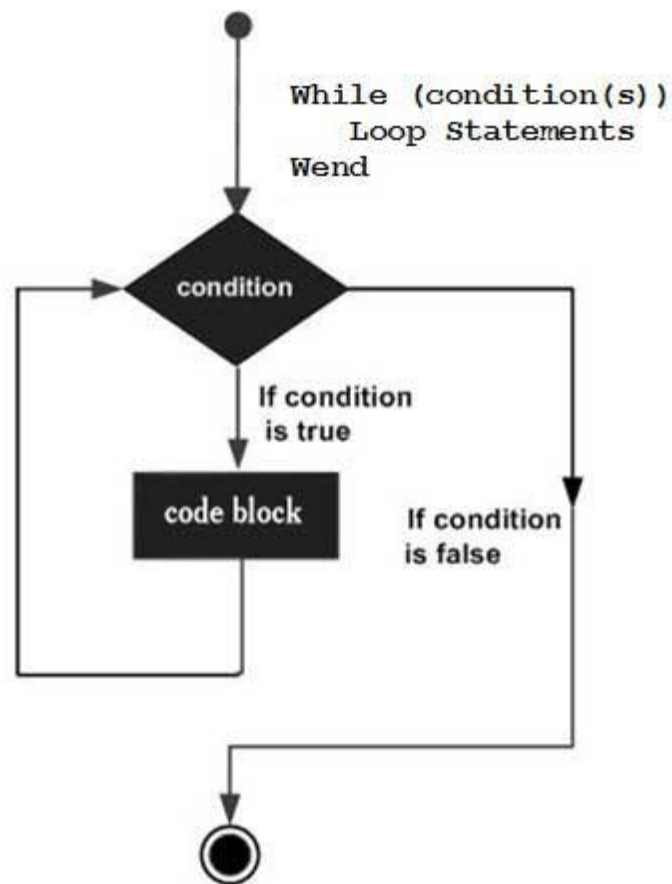 While (condition(s))
Loop Statements
Wend
condition
If condition
is true
code block
If condition
is false